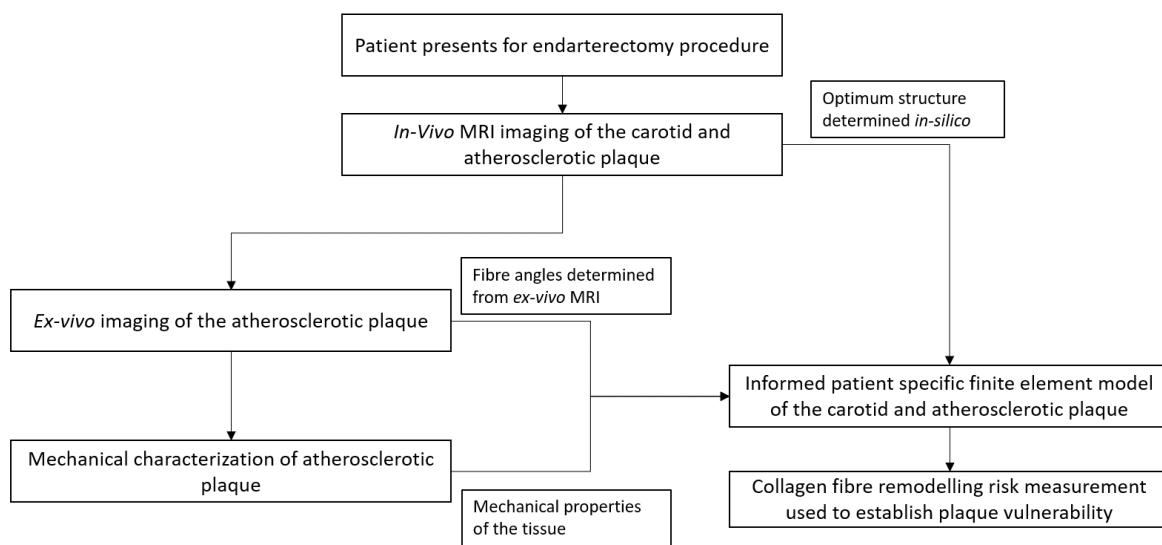 Patient presents for endarterectomy procedure
Optimum structure
determined in-silico
In-Vivo MRI imaging of the carotid and
atherosclerotic plaque
Fibre angles determined
from ex-vivo MRI
Ex-vivo imaging of the atherosclerotic plaque
Informed patient specific finite element model
of the carotid and atherosclerotic plaque
Mechanical characterization of atherosclerotic
plaque
Mechanical properties
of the tissue
Collagen fibre remodelling risk measurement
used to establish plaque vulnerability